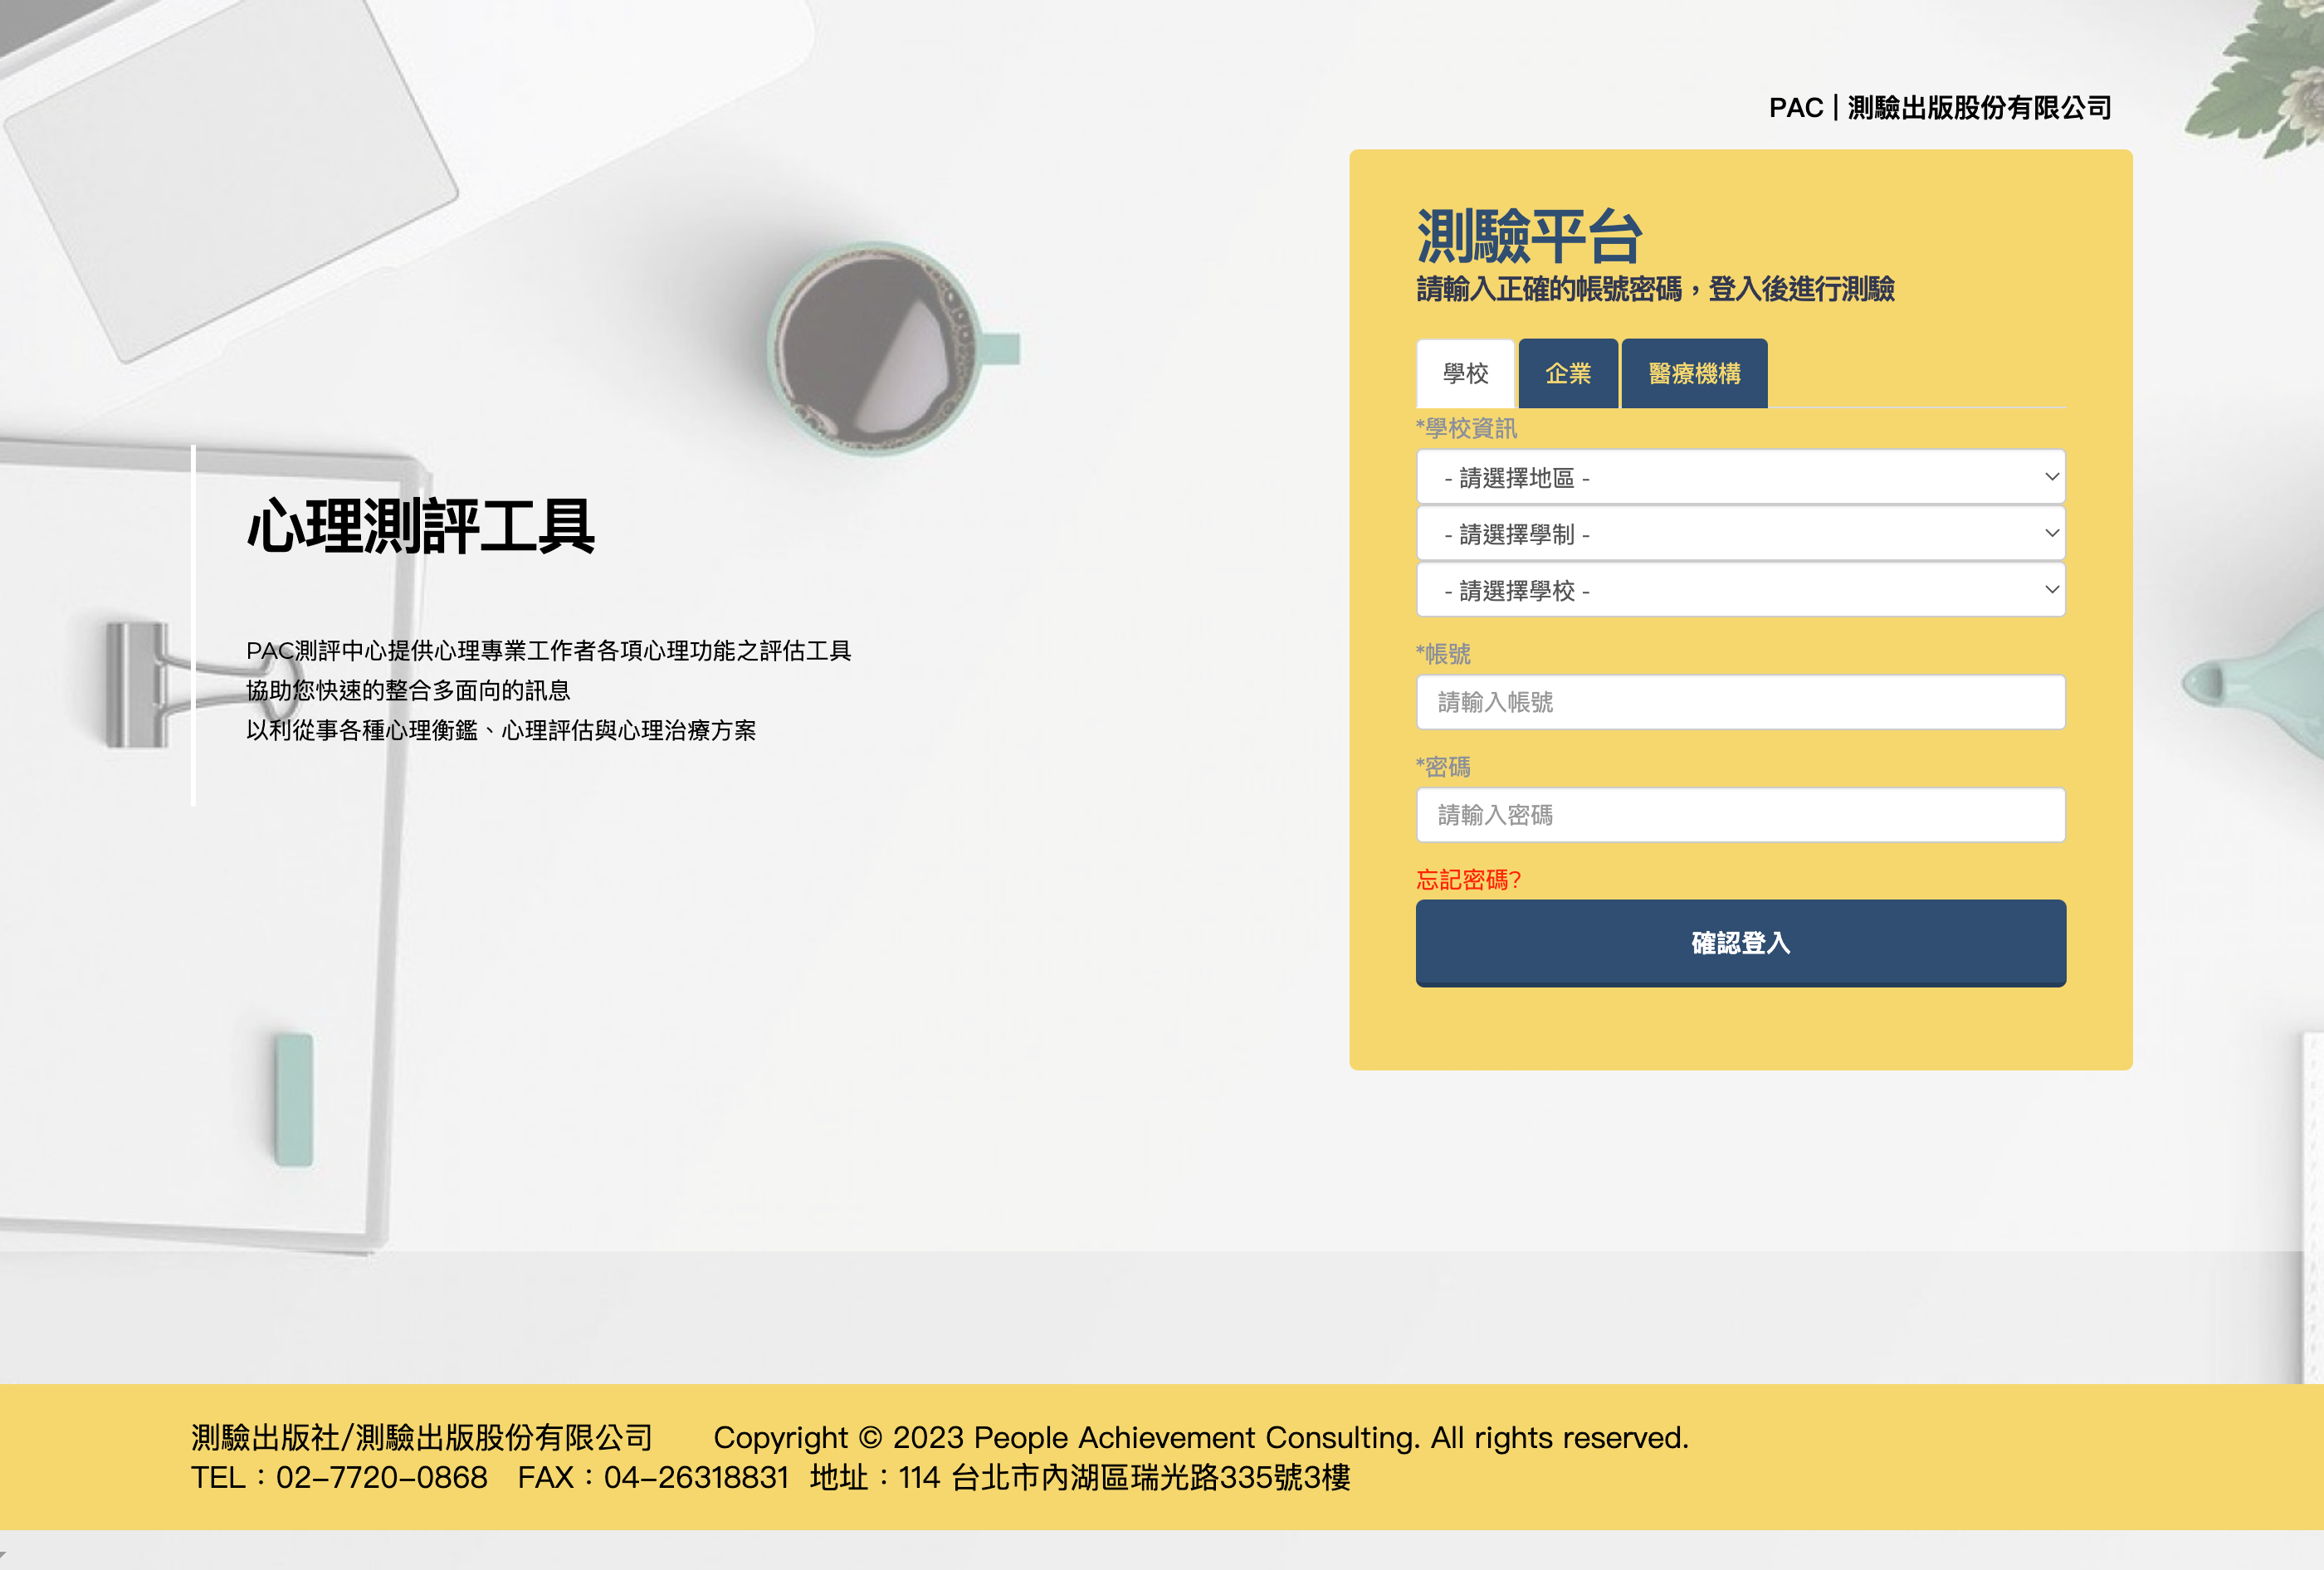 PAC | 測驗出版股份有限公司
測驗平台
請輸入正確的帳號密碼，登入後進行測驗
學校 企業 醫療機構
*學校資訊
- 請選擇地區 -
- 請選擇學制 -
- 請選擇學校 -
*帳號
請輸入帳號
*密碼
請輸入密碼
忘記密碼?
確認登入
心理測評工具
PAC測評中心提供心理專業工作者各項心理功能之評估工具
協助您快速的整合多面向的訊息
以利從事各種心理衡鑑、心理評估與心理治療方案
測驗出版社/測驗出版股份有限公司 Copyright © 2023 People Achievement Consulting. All rights reserved.
TEL：02-7720-0868 FAX：04-26318831 地址：114 台北市內湖區瑞光路335號3樓